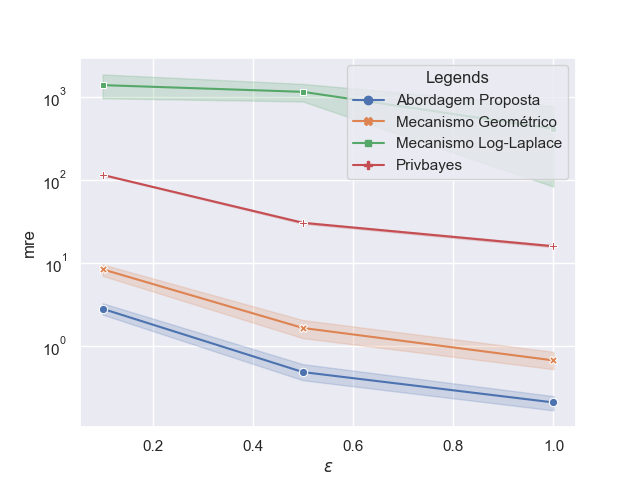 Legends
Abordagem Proposta
Mecanismo Geométrico
Mecanismo Log-Laplace
Privbayes
10³
10²
10¹
10⁰
mre
0.2 0.4 0.6 0.8 1.0
ε